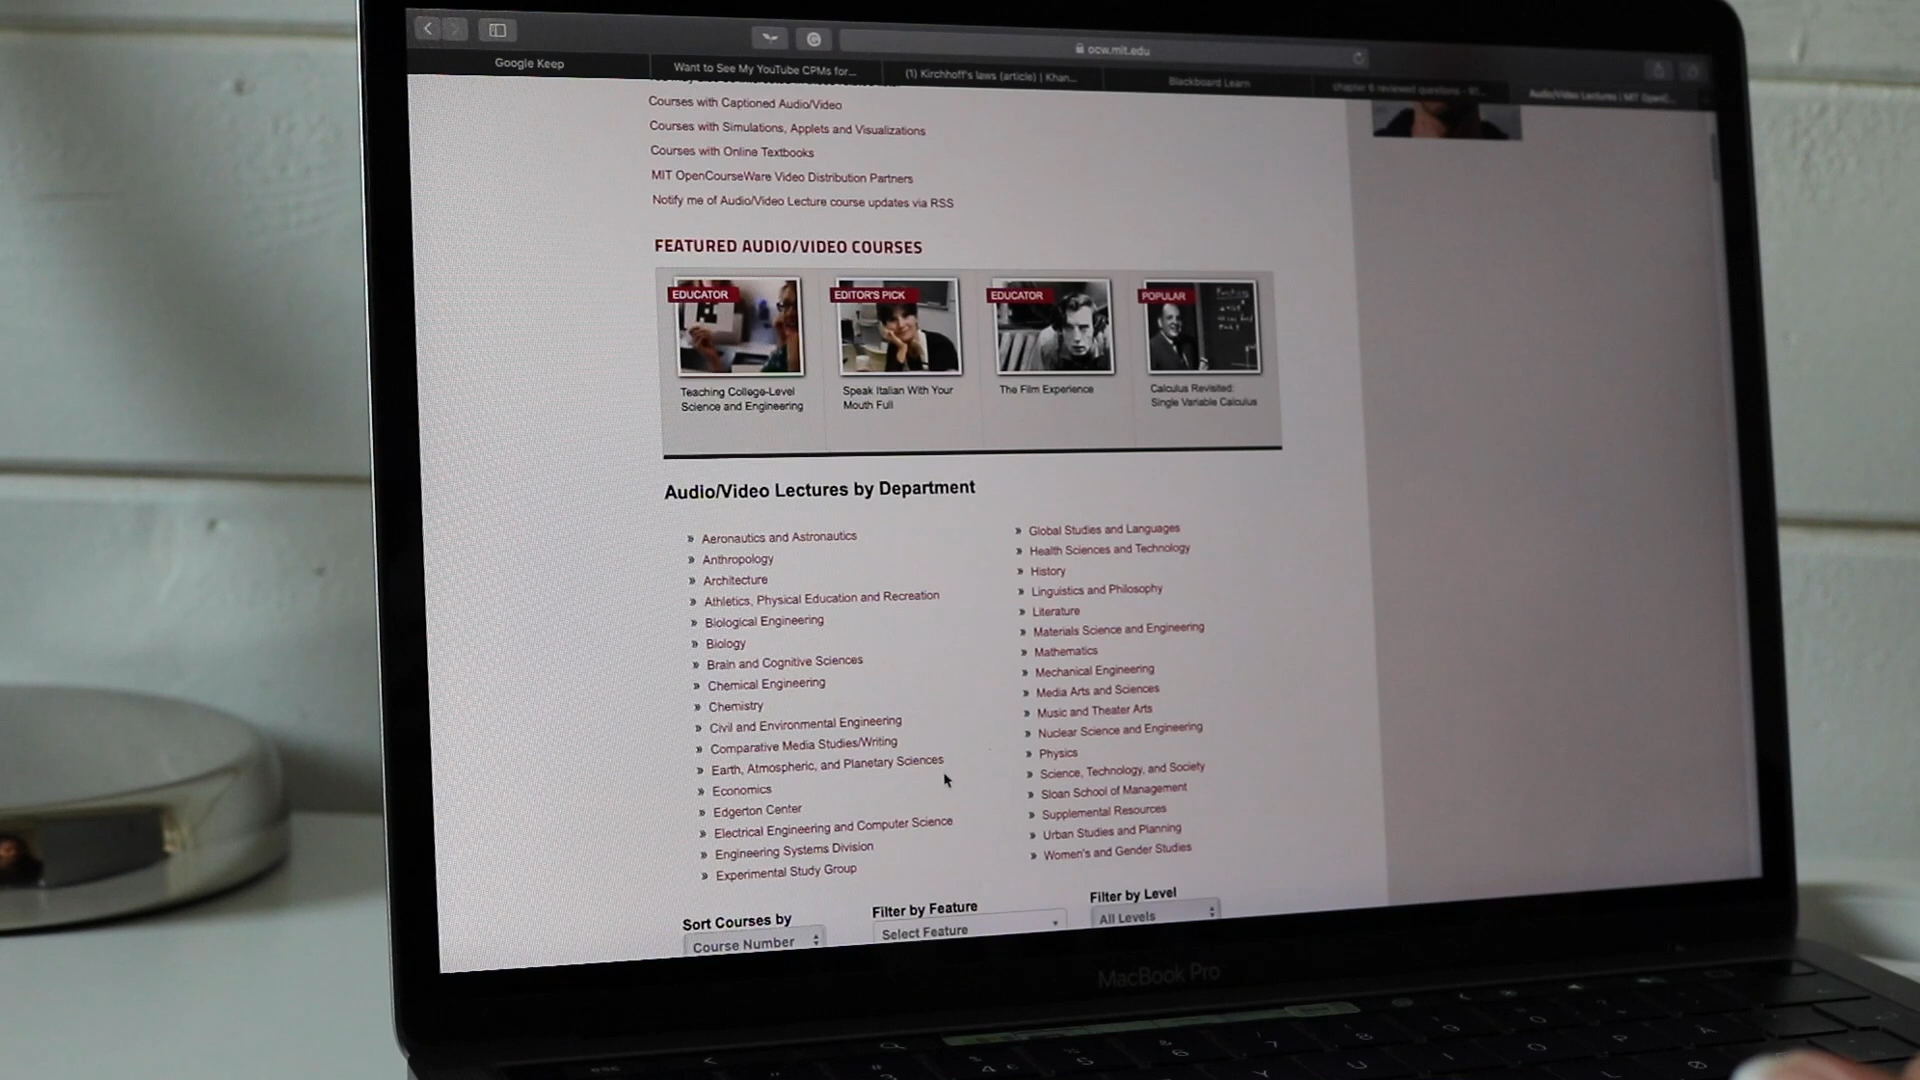 ocw.mit.edu
Google Keep
Want to See My YouTube CPMs for...
(1) Kirchhoff's laws (article) | Khan...
Blackboard Learn
chapter 6 reviewed questions
Audio/Video Lectures | MIT OpenC...
Courses with Captioned Audio/Video
Courses with Simulations, Applets and Visualizations
Courses with Online Textbooks
MIT OpenCourseWare Video Distribution Partners
Notify me of Audio/Video Lecture course updates via RSS
FEATURED AUDIO/VIDEO COURSES
EDUCATOR
EDITOR'S PICK
EDUCATOR
POPULAR
Teaching College-Level
Science and Engineering
Speak Italian With Your
Mouth Full
The Film Experience
Calculus Revisited:
Single Variable Calculus
Audio/Video Lectures by Department
» Aeronautics and Astronautics
» Anthropology
» Architecture
» Athletics, Physical Education and Recreation
» Biological Engineering
» Biology
» Brain and Cognitive Sciences
» Chemical Engineering
» Chemistry
» Civil and Environmental Engineering
» Comparative Media Studies/Writing
» Earth, Atmospheric, and Planetary Sciences
» Economics
» Edgerton Center
» Electrical Engineering and Computer Science
» Engineering Systems Division
» Experimental Study Group
» Global Studies and Languages
» Health Sciences and Technology
» History
» Linguistics and Philosophy
» Literature
» Materials Science and Engineering
» Mathematics
» Mechanical Engineering
» Media Arts and Sciences
» Music and Theater Arts
» Nuclear Science and Engineering
» Physics
» Science, Technology, and Society
» Sloan School of Management
» Supplemental Resources
» Urban Studies and Planning
» Women's and Gender Studies
Sort Courses by
Course Number
Filter by Feature
Select Feature
Filter by Level
All Levels
MacBook Pro